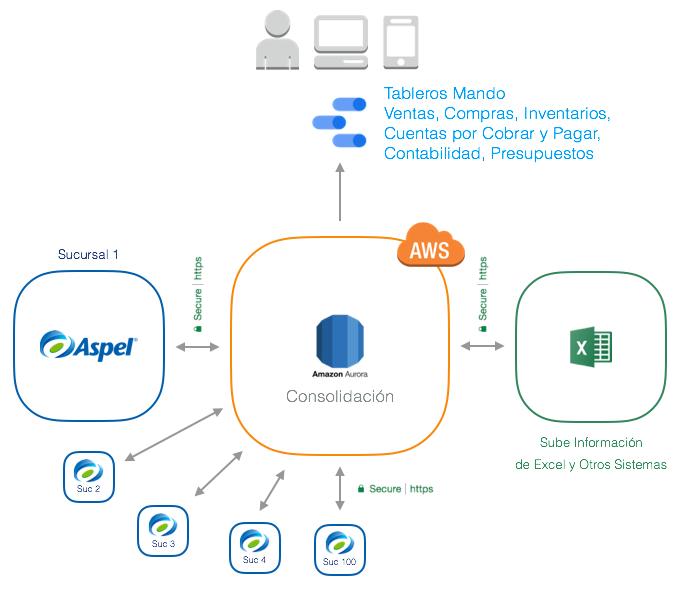 Tableros Mando
Ventas, Compras, Inventarios,
Cuentas por Cobrar y Pagar,
Contabilidad, Presupuestos
AWS
Sucursal 1
Secure | https
Secure | https
Aspel
Amazon Aurora
Consolidación
Sube Información
de Excel y Otros Sistemas
X
Suc 2
Secure | https
Suc 3
Suc 4
Suc 100